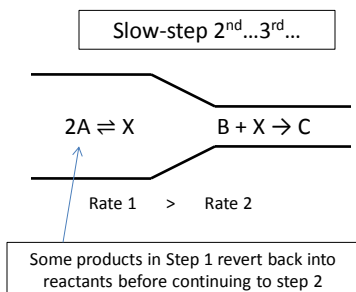 Slow-step 2nd...3rd...
2A ⇌ X
B + X → C
Rate 1 > Rate 2
Some products in Step 1 revert back into
reactants before continuing to step 2